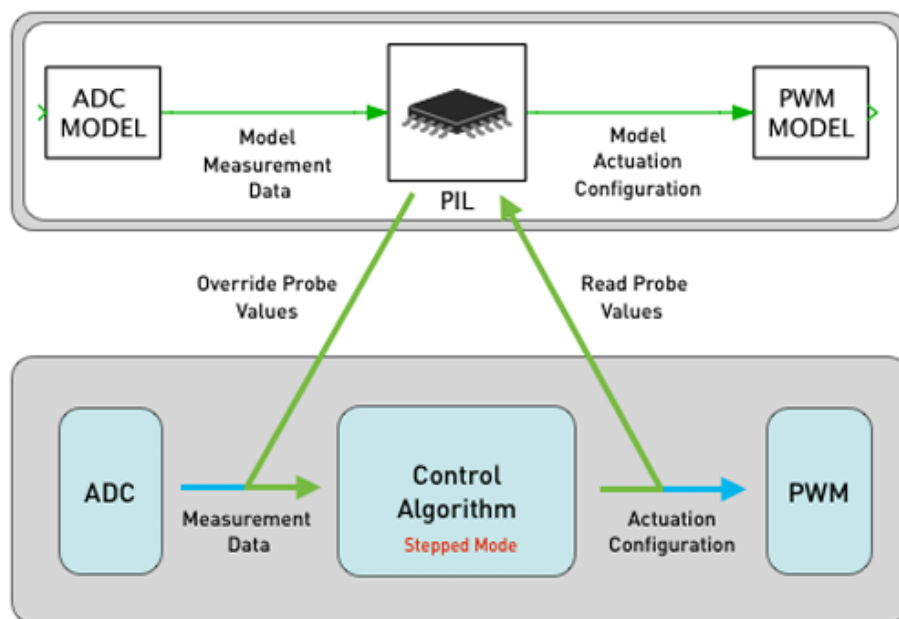 ADC
MODEL
Model
Measurement
Data
PIL
Model
Actuation
Configuration
PWM
MODEL
Override Probe
Values
Read Probe
Values
ADC
Measurement
Data
Control
Algorithm
Stepped Mode
Actuation
Configuration
PWM